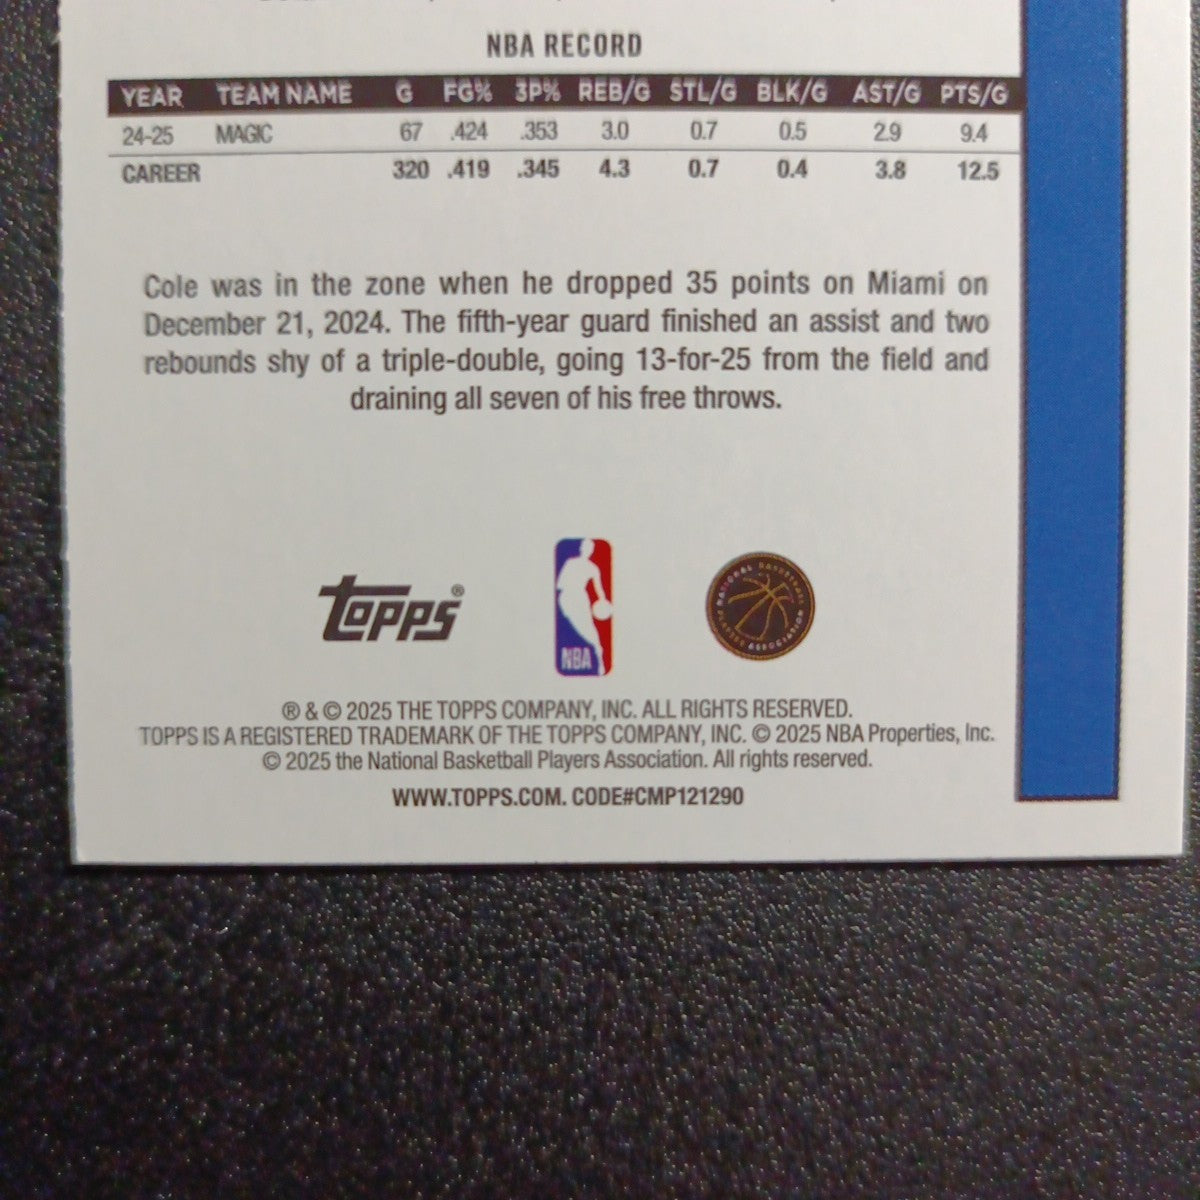 NBA RECORD
YEAR TEAM NAME G FG% 3P% REB/G STL/G BLK/G AST/G PTS/G
24-25 MAGIC 67 .424 .353 3.0 0.7 0.5 2.9 9.4
CAREER 320 .419 .345 4.3 0.7 0.4 3.8 12.5
Cole was in the zone when he dropped 35 points on Miami on
December 21, 2024. The fifth-year guard finished an assist and two
rebounds shy of a triple-double, going 13-for-25 from the field and
draining all seven of his free throws.
Topps®
NBA
NATIONAL BASKETBALL PLAYERS ASSOCIATION
® & © 2025 THE TOPPS COMPANY, INC. ALL RIGHTS RESERVED.
TOPPS IS A REGISTERED TRADEMARK OF THE TOPPS COMPANY, INC. © 2025 NBA Properties, Inc.
© 2025 the National Basketball Players Association. All rights reserved.
WWW.TOPPS.COM. CODE#CMP121290